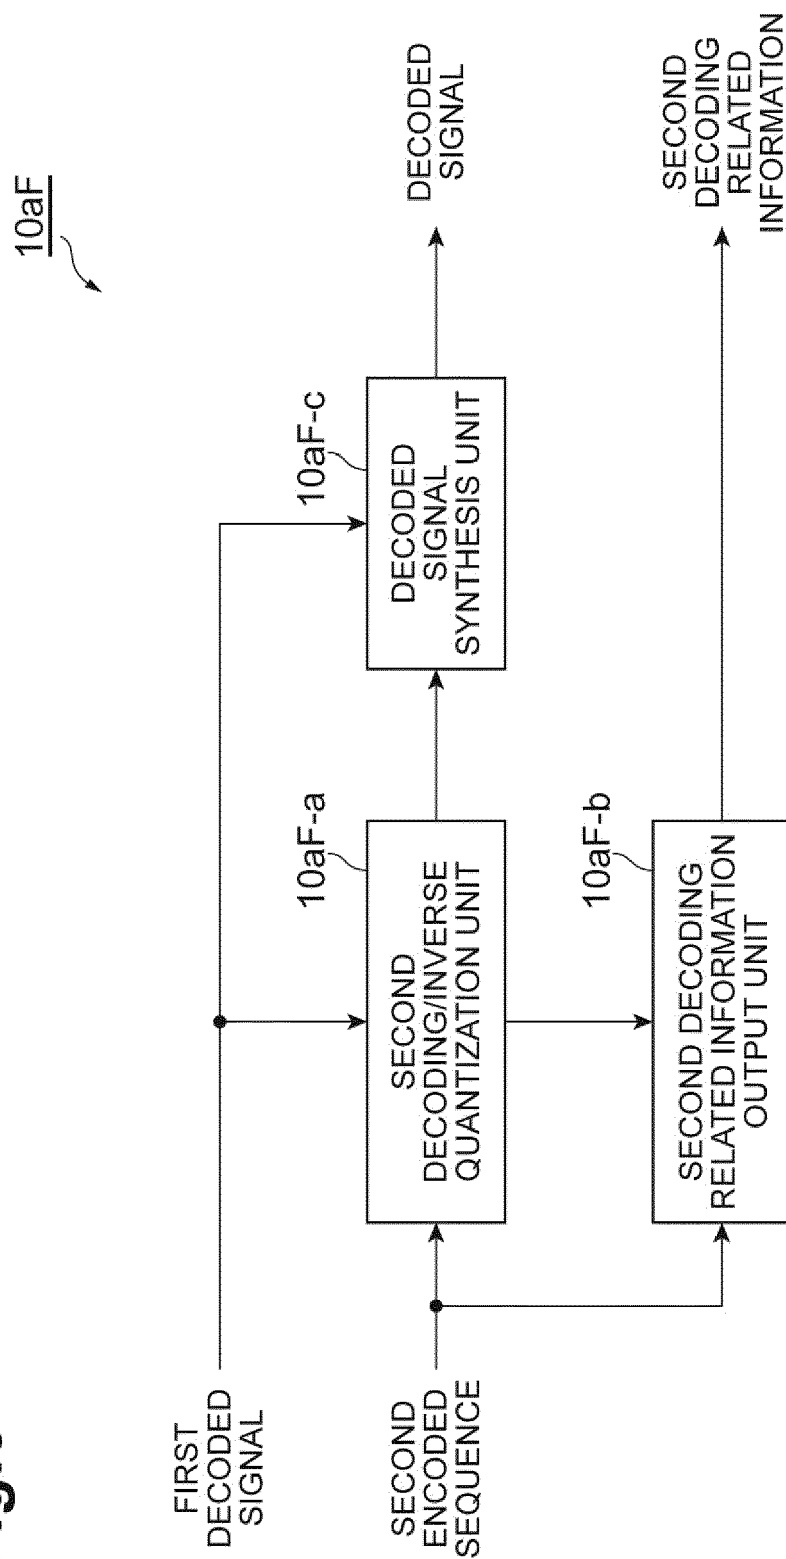 10aF
FIRST
DECODED
SIGNAL
10aF-a
10aF-c
SECOND
ENCODED
SEQUENCE
SECOND
DECODING/INVERSE
QUANTIZATION UNIT
DECODED
SIGNAL
SYNTHESIS UNIT
DECODED
SIGNAL
10aF-b
SECOND DECODING
RELATED INFORMATION
OUTPUT UNIT
SECOND
DECODING
RELATED
INFORMATION